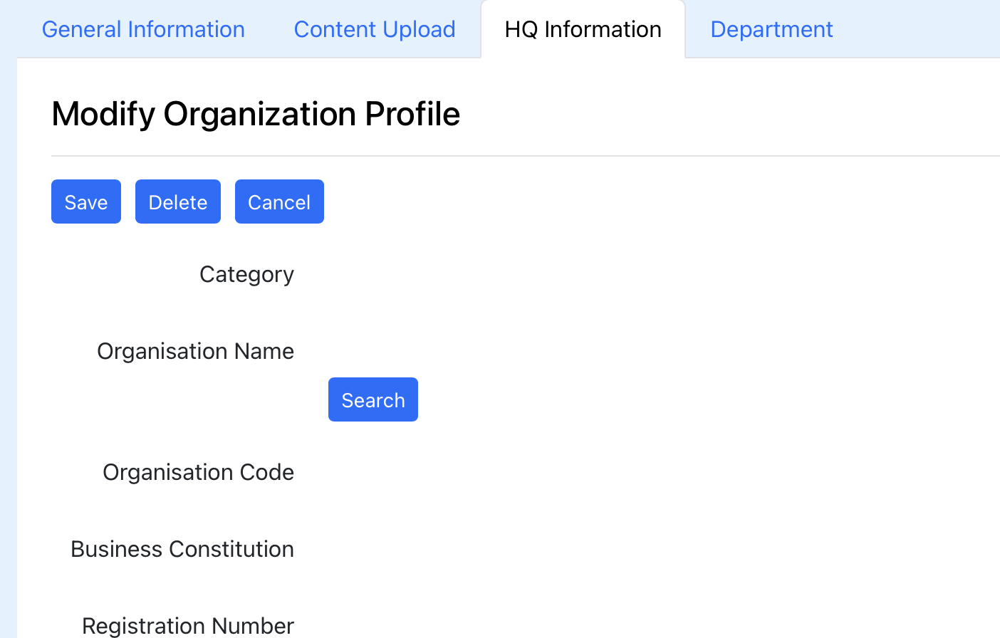 General Information Content Upload HQ Information Department
Modify Organization Profile
Save Delete Cancel
Category
Organisation Name
Search
Organisation Code
Business Constitution
Registration Number